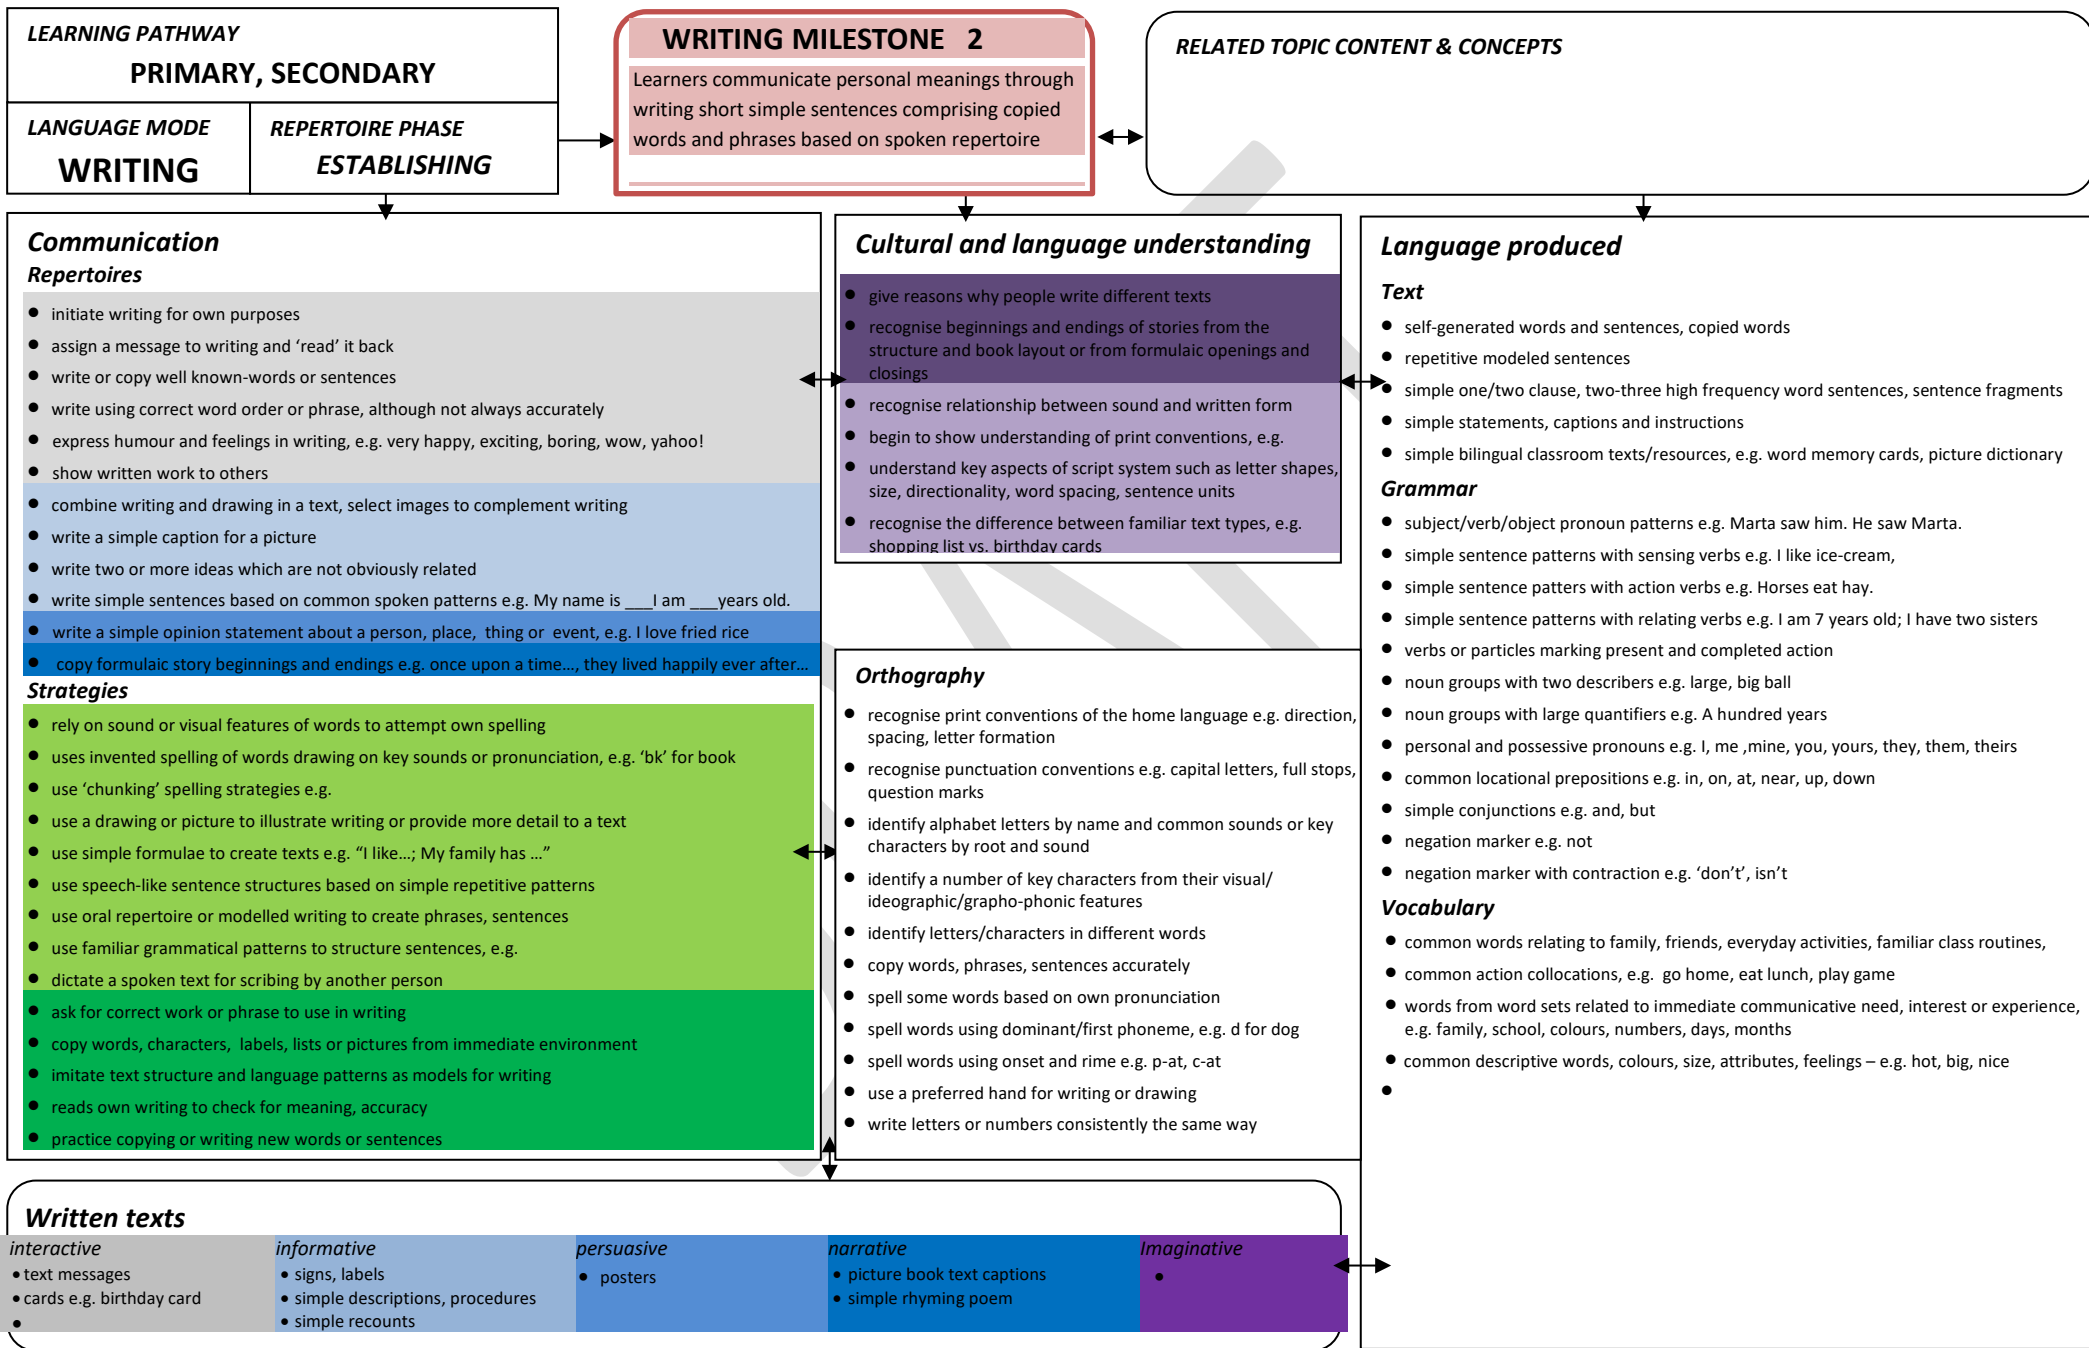 LEARNING PATHWAY
PRIMARY, SECONDARY
LANGUAGE MODE
WRITING
REPERTOIRE PHASE
ESTABLISHING
WRITING MILESTONE 2
Learners communicate personal meanings through
writing short simple sentences comprising copied
words and phrases based on spoken repertoire
RELATED TOPIC CONTENT & CONCEPTS
Communication
Repertoires
• initiate writing for own purposes
• assign a message to writing and ‘read’ it back
• write or copy well known-words or sentences
• write using correct word order or phrase, although not always accurately
• express humour and feelings in writing, e.g. very happy, exciting, boring, wow, yahoo!
• show written work to others
• combine writing and drawing in a text, select images to complement writing
• write a simple caption for a picture
• write two or more ideas which are not obviously related
• write simple sentences based on common spoken patterns e.g. My name is ___I am ___years old.
• write a simple opinion statement about a person, place, thing or event, e.g. I love fried rice
• copy formulaic story beginnings and endings e.g. once upon a time…, they lived happily ever after…
Strategies
• rely on sound or visual features of words to attempt own spelling
• uses invented spelling of words drawing on key sounds or pronunciation, e.g. ‘bk’ for book
• use ‘chunking’ spelling strategies e.g.
• use a drawing or picture to illustrate writing or provide more detail to a text
• use simple formulae to create texts e.g. “I like…; My family has …”
• use speech-like sentence structures based on simple repetitive patterns
• use oral repertoire or modelled writing to create phrases, sentences
• use familiar grammatical patterns to structure sentences, e.g.
• dictate a spoken text for scribing by another person
• ask for correct work or phrase to use in writing
• copy words, characters, labels, lists or pictures from immediate environment
• imitate text structure and language patterns as models for writing
• reads own writing to check for meaning, accuracy
• practice copying or writing new words or sentences
Cultural and language understanding
• give reasons why people write different texts
• recognise beginnings and endings of stories from the
structure and book layout or from formulaic openings and
closings
• recognise relationship between sound and written form
• begin to show understanding of print conventions, e.g.
• understand key aspects of script system such as letter shapes,
size, directionality, word spacing, sentence units
• recognise the difference between familiar text types, e.g.
shopping list vs. birthday cards
Orthography
• recognise print conventions of the home language e.g. direction,
spacing, letter formation
• recognise punctuation conventions e.g. capital letters, full stops,
question marks
• identify alphabet letters by name and common sounds or key
characters by root and sound
• identify a number of key characters from their visual/
ideographic/grapho-phonic features
• identify letters/characters in different words
• copy words, phrases, sentences accurately
• spell some words based on own pronunciation
• spell words using dominant/first phoneme, e.g. d for dog
• spell words using onset and rime e.g. p-at, c-at
• use a preferred hand for writing or drawing
• write letters or numbers consistently the same way
Language produced
Text
• self-generated words and sentences, copied words
• repetitive modeled sentences
• simple one/two clause, two-three high frequency word sentences, sentence fragments
• simple statements, captions and instructions
• simple bilingual classroom texts/resources, e.g. word memory cards, picture dictionary
Grammar
• subject/verb/object pronoun patterns e.g. Marta saw him. He saw Marta.
• simple sentence patterns with sensing verbs e.g. I like ice-cream,
• simple sentence patters with action verbs e.g. Horses eat hay.
• simple sentence patterns with relating verbs e.g. I am 7 years old; I have two sisters
• verbs or particles marking present and completed action
• noun groups with two describers e.g. large, big ball
• noun groups with large quantifiers e.g. A hundred years
• personal and possessive pronouns e.g. I, me ,mine, you, yours, they, them, theirs
• common locational prepositions e.g. in, on, at, near, up, down
• simple conjunctions e.g. and, but
• negation marker e.g. not
• negation marker with contraction e.g. ‘don’t’, isn’t
Vocabulary
• common words relating to family, friends, everyday activities, familiar class routines,
• common action collocations, e.g. go home, eat lunch, play game
• words from word sets related to immediate communicative need, interest or experience,
e.g. family, school, colours, numbers, days, months
• common descriptive words, colours, size, attributes, feelings – e.g. hot, big, nice
•
Written texts
interactive
• text messages
• cards e.g. birthday card
•
informative
• signs, labels
• simple descriptions, procedures
• simple recounts
persuasive
• posters
narrative
• picture book text captions
• simple rhyming poem
Imaginative
•